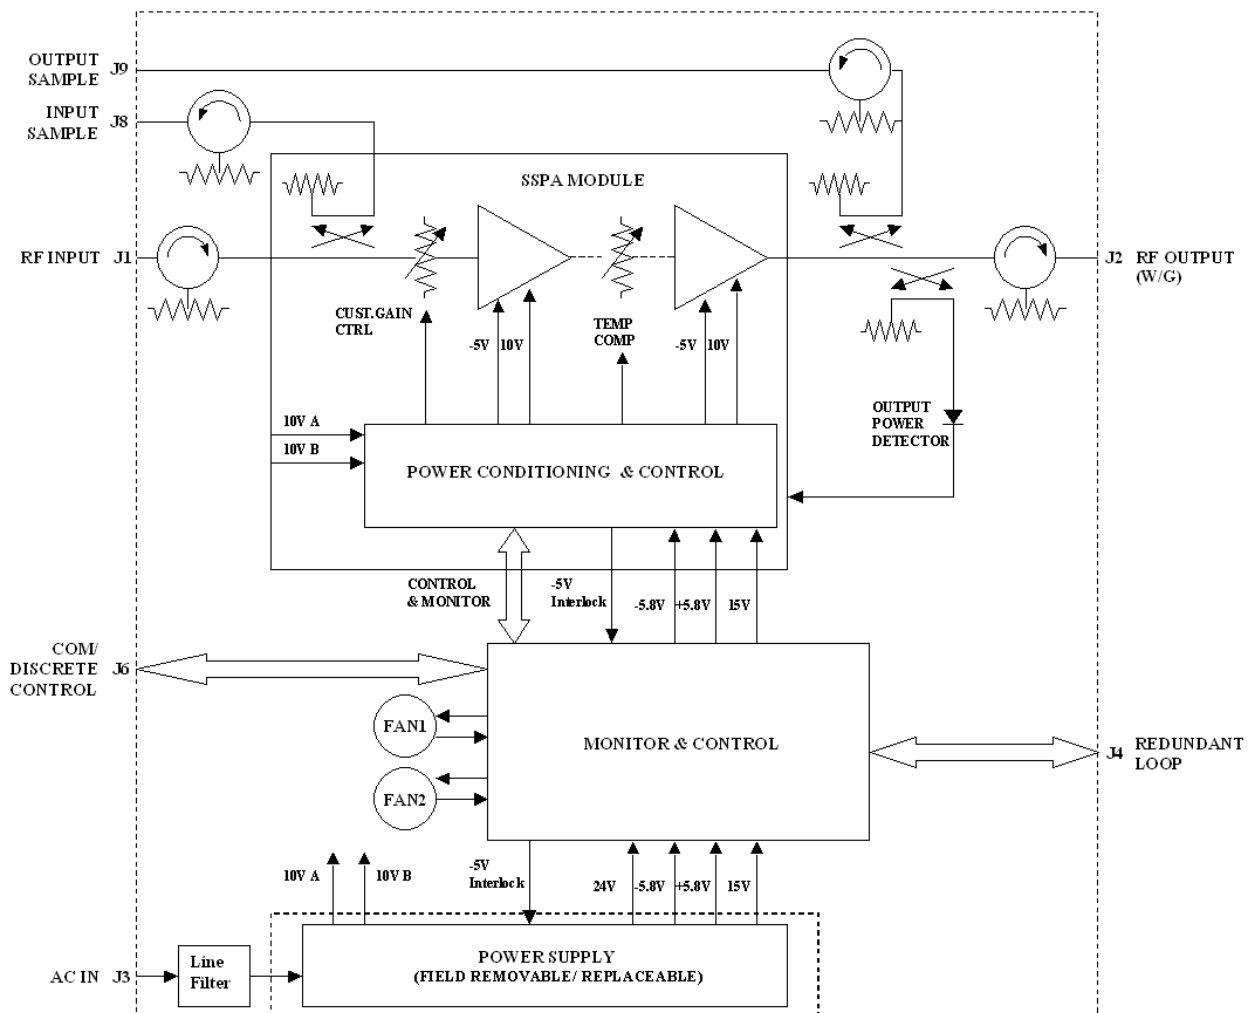 OUTPUT
SAMPLE
J9
INPUT
SAMPLE
J8
SSPA MODULE
RF INPUT J1
J2 RF OUTPUT
(W/G)
CUST.GAIN
CTRL
-5V 10V
TEMP
COMP
-5V 10V
OUTPUT
POWER
DETECTOR
10V A
10V B
POWER CONDITIONING & CONTROL
CONTROL
& MONITOR
-5V
Interlock
-5.8V +5.8V 15V
COM/
DISCRETE
CONTROL
J6
FAN1
FAN2
MONITOR & CONTROL
J4
REDUNDANT
LOOP
10V A 10V B
-5V
Interlock
24V -5.8V +5.8V 15V
AC IN J3
Line
Filter
POWER SUPPLY
(FIELD REMOVABLE/ REPLACEABLE)